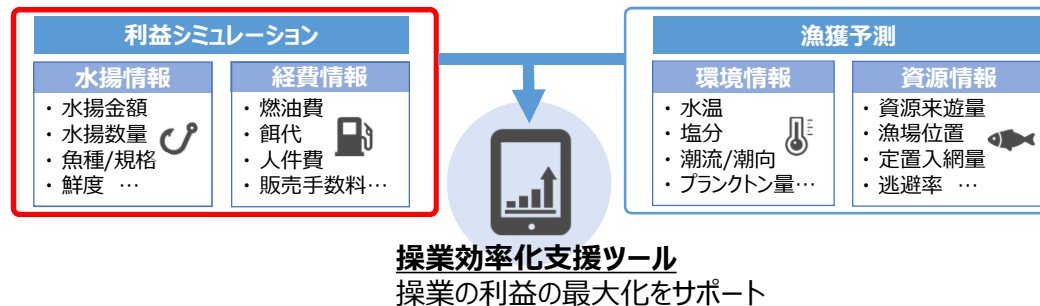 利益シミュレーション
水揚情報
・水揚金額
・水揚数量
・魚種/規格
・鮮度 …
経費情報
・燃油費
・餌代
・人件費
・販売手数料…
漁獲予測
環境情報
・水温
・塩分
・潮流/潮向
・プランクトン量…
資源情報
・資源来遊量
・漁場位置
・定置入網量
・逃避率 …
操業効率化支援ツール
操業の利益の最大化をサポート